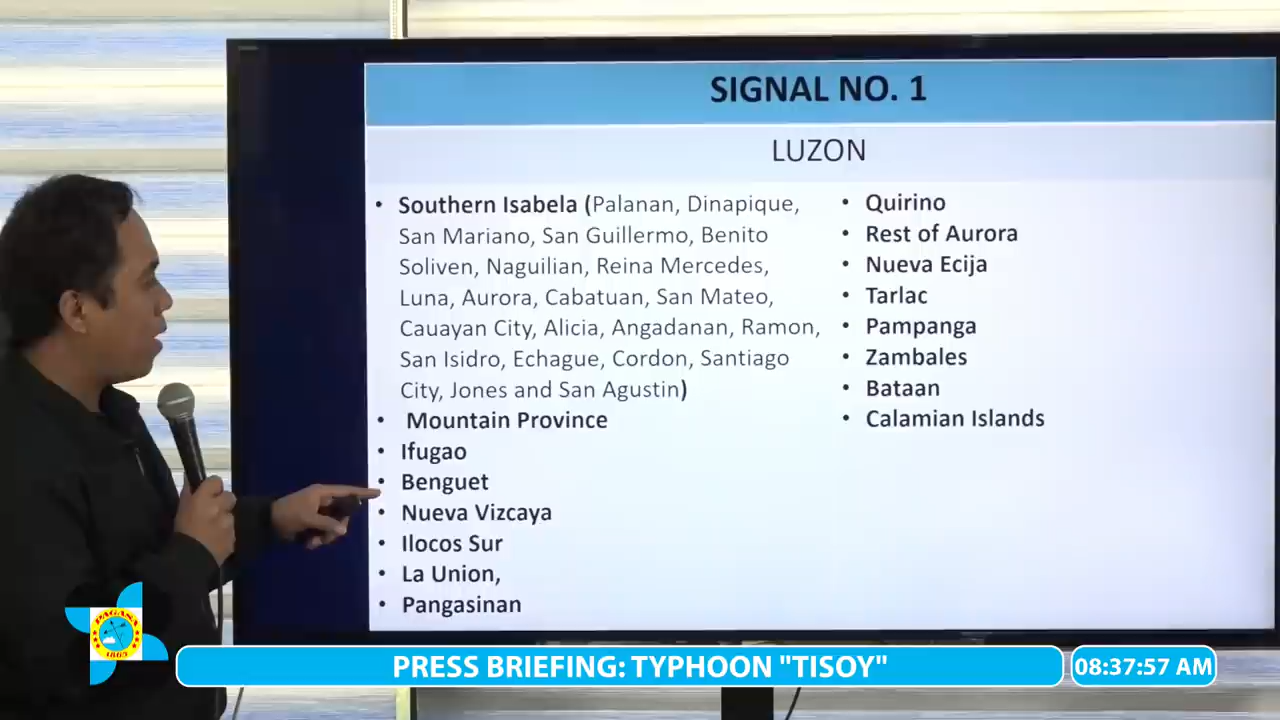 SIGNAL NO. 1
LUZON
• Southern Isabela (Palanan, Dinapique,
San Mariano, San Guillermo, Benito
Soliven, Naguilian, Reina Mercedes,
Luna, Aurora, Cabatuan, San Mateo,
Cauayan City, Alicia, Angadanan, Ramon,
San Isidro, Echague, Cordon, Santiago
City, Jones and San Agustin)
• Mountain Province
• Ifugao
• Benguet
• Nueva Vizcaya
• Ilocos Sur
• La Union,
• Pangasinan
• Quirino
• Rest of Aurora
• Nueva Ecija
• Tarlac
• Pampanga
• Zambales
• Bataan
• Calamian Islands
PAGASA
1865
PRESS BRIEFING: TYPHOON "TISOY"
08:37:57 AM